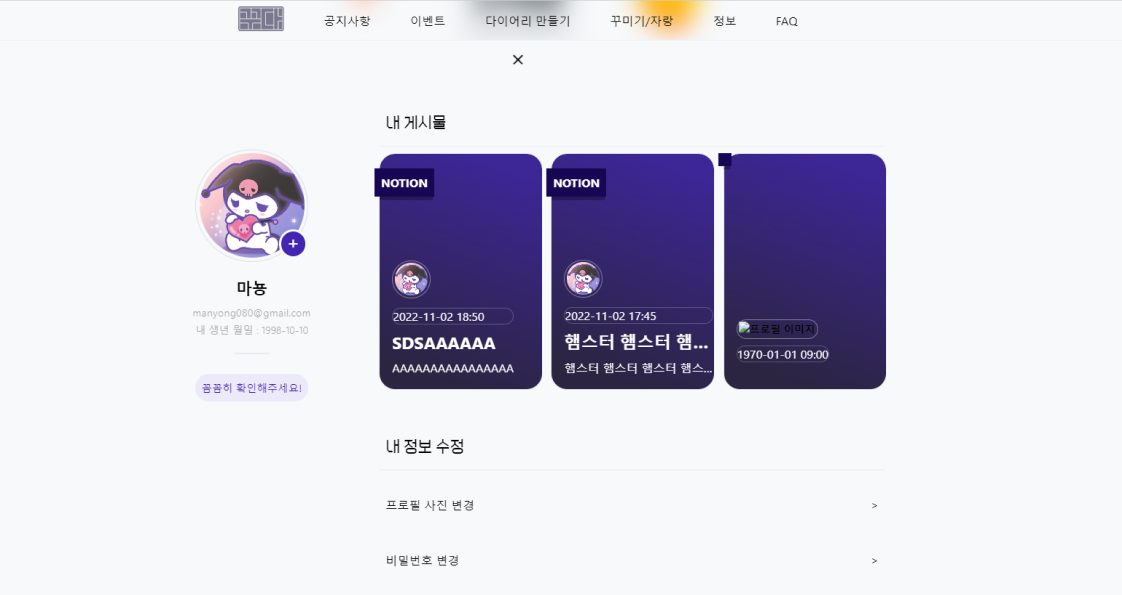 꾸다
공지사항 이벤트 다이어리 만들기 꾸미기/자랑 정보 FAQ
×
내 게시물
NOTION
2022-11-02 18:50
SDSAAAAAA
AAAAAAAAAAAAAAAA
NOTION
2022-11-02 17:45
햄스터 햄스터 햄...
햄스터 햄스터 햄스터 햄스...
프로필 이미지
1970-01-01 09:00
+
마뇽
manyong080@gmail.com
내 생년 월일 : 1998-10-10
꼼꼼히 확인해주세요!
내 정보 수정
프로필 사진 변경 >
비밀번호 변경 >